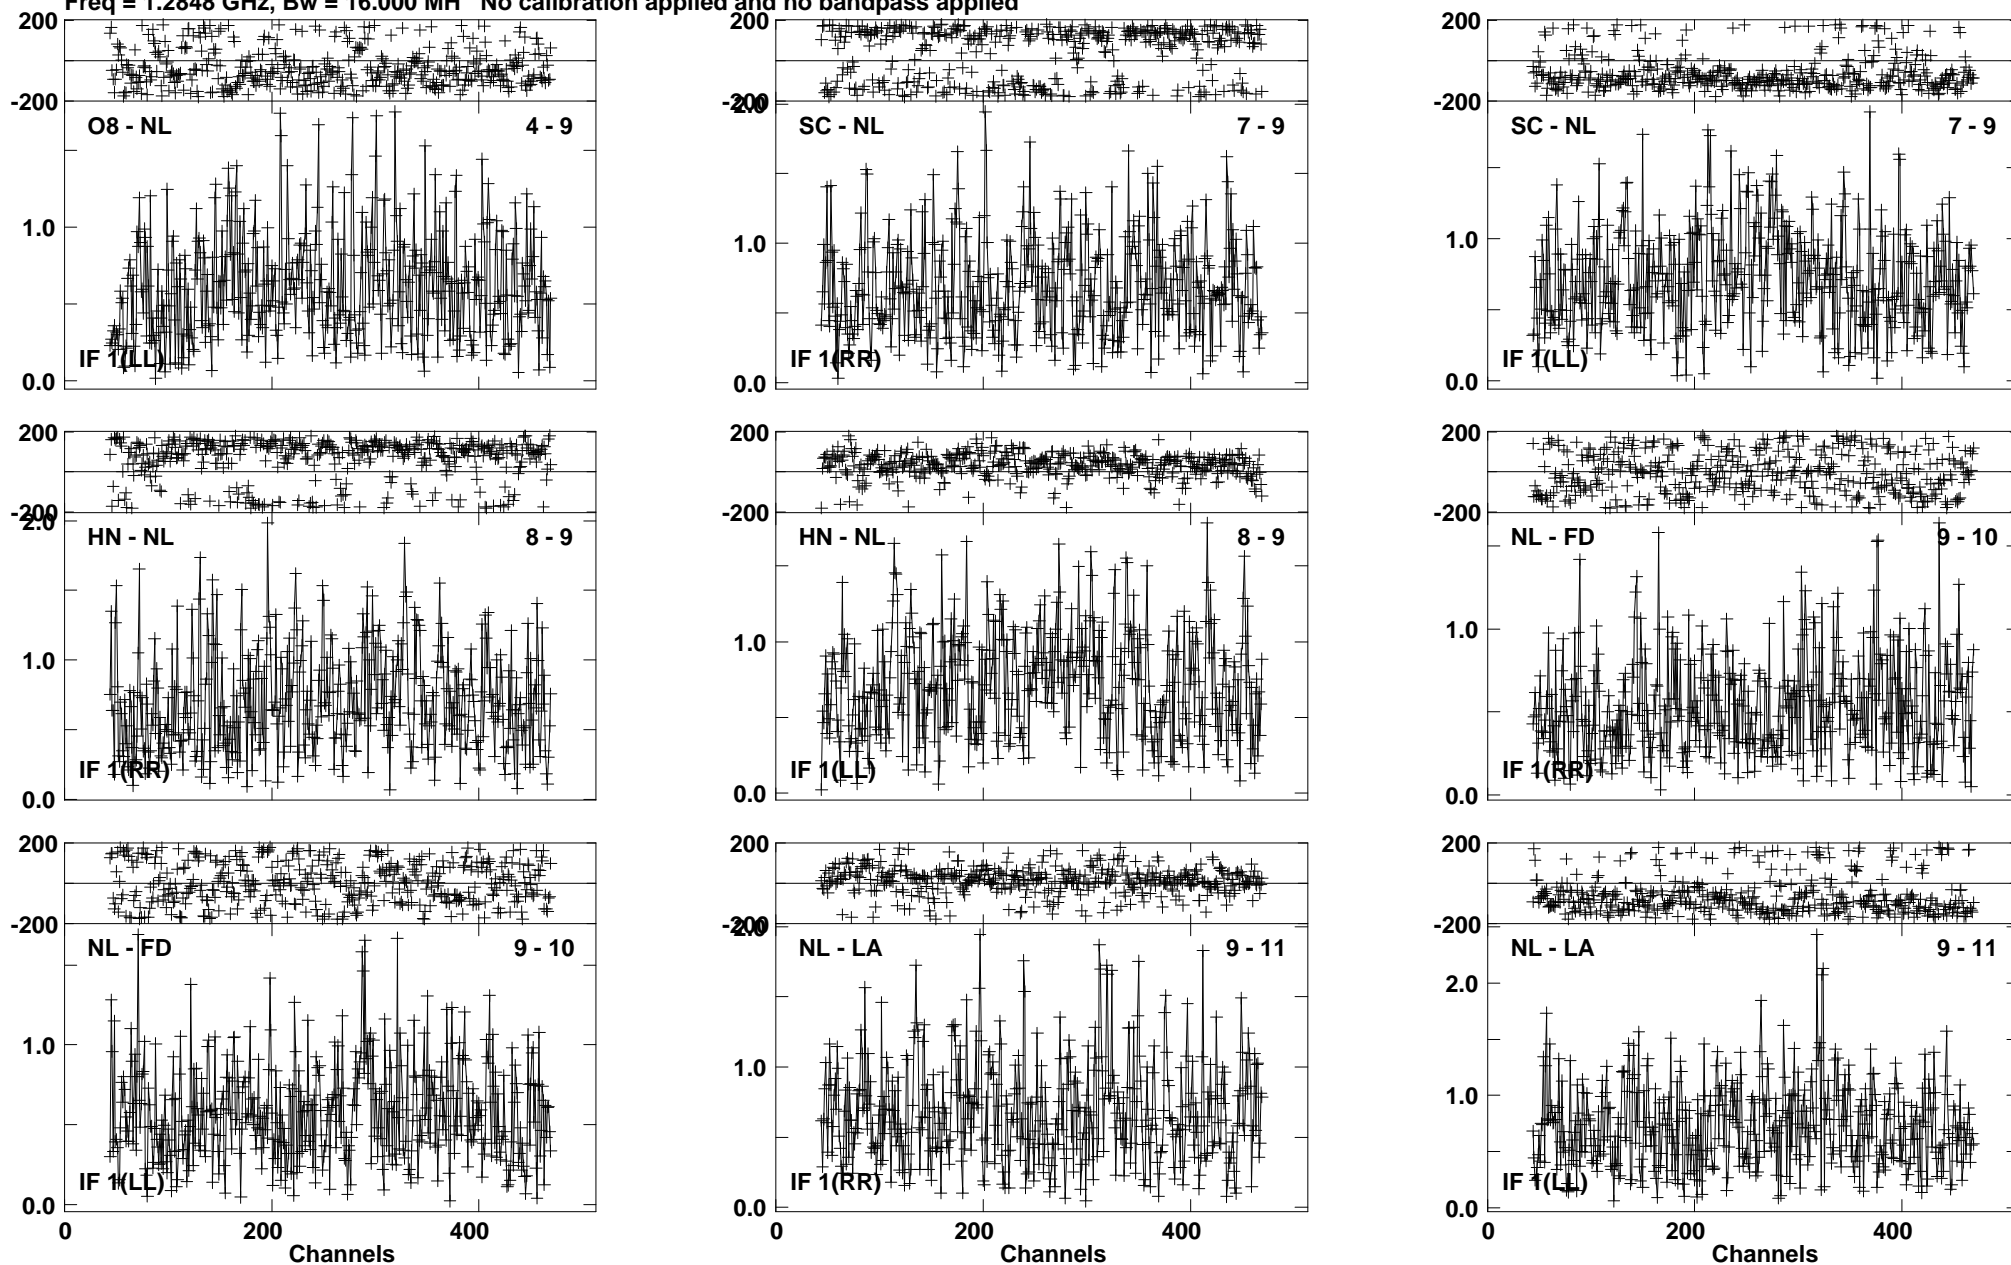 Freq = 1.2848 GHz, Bw = 16.000 MH No calibration applied and no bandpass applied
200 200 200
-200 -200 -200
2.0
O8 - NL 4 - 9 SC - NL 7 - 9 SC - NL 7 - 9
1.0 1.0 1.0
IF 1(LL) IF 1(RR) IF 1(LL)
0.0 0.0 0.0
200 200 200
-200 -200 -200
2.0
HN - NL 8 - 9 HN - NL 8 - 9 NL - FD 9 - 10
1.0 1.0 1.0
IF 1(RR) IF 1(LL) IF 1(RR)
0.0 0.0 0.0
200 200 200
-200 -200 -200
2.0
NL - FD 9 - 10 NL - LA 9 - 11 NL - LA 9 - 11
2.0
1.0 1.0 1.0
IF 1(LL) IF 1(RR) IF 1(LL)
0.0 0.0 0.0
0 200 400 0 200 400 0 200 400
Channels Channels Channels